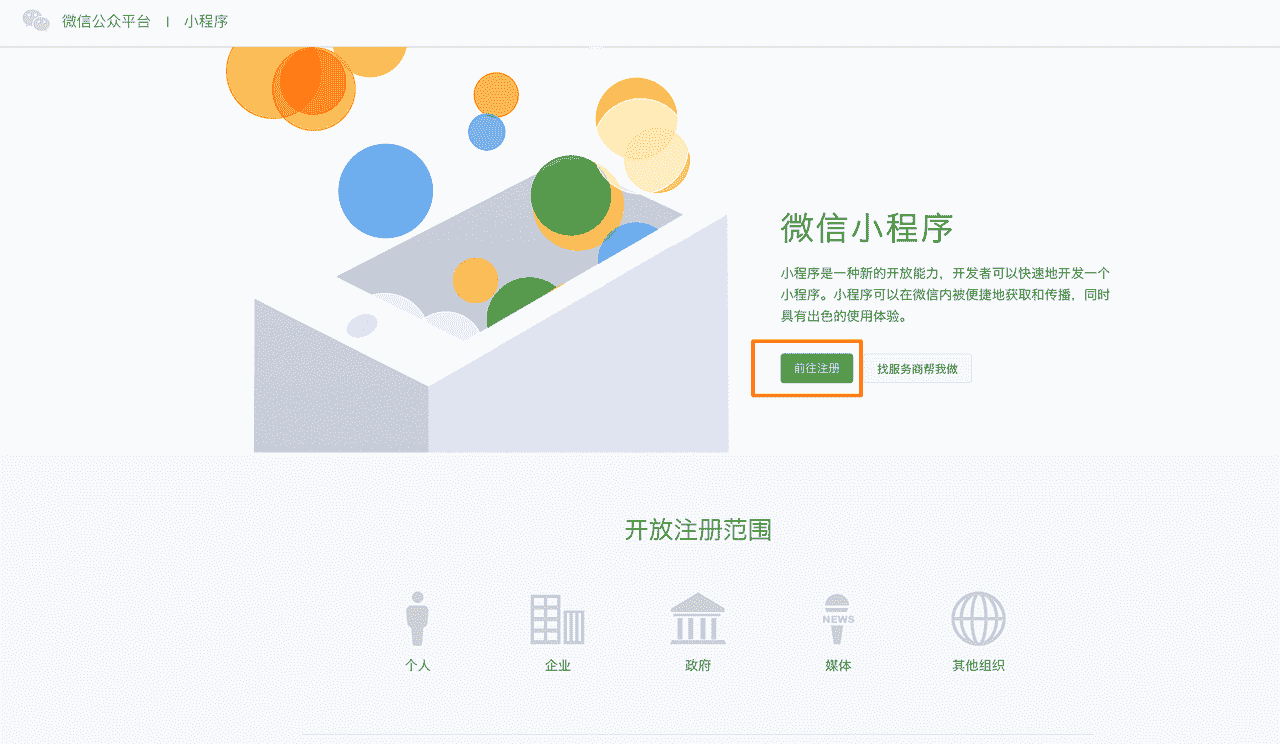 微信公众平台 | 小程序
微信小程序
小程序是一种新的开放能力，开发者可以快速地开发一个
小程序。小程序可以在微信内被便捷地获取和传播，同时
具有出色的使用体验。
前往注册 找服务商帮我做
开放注册范围
NEWS
个人 企业 政府 媒体 其他组织